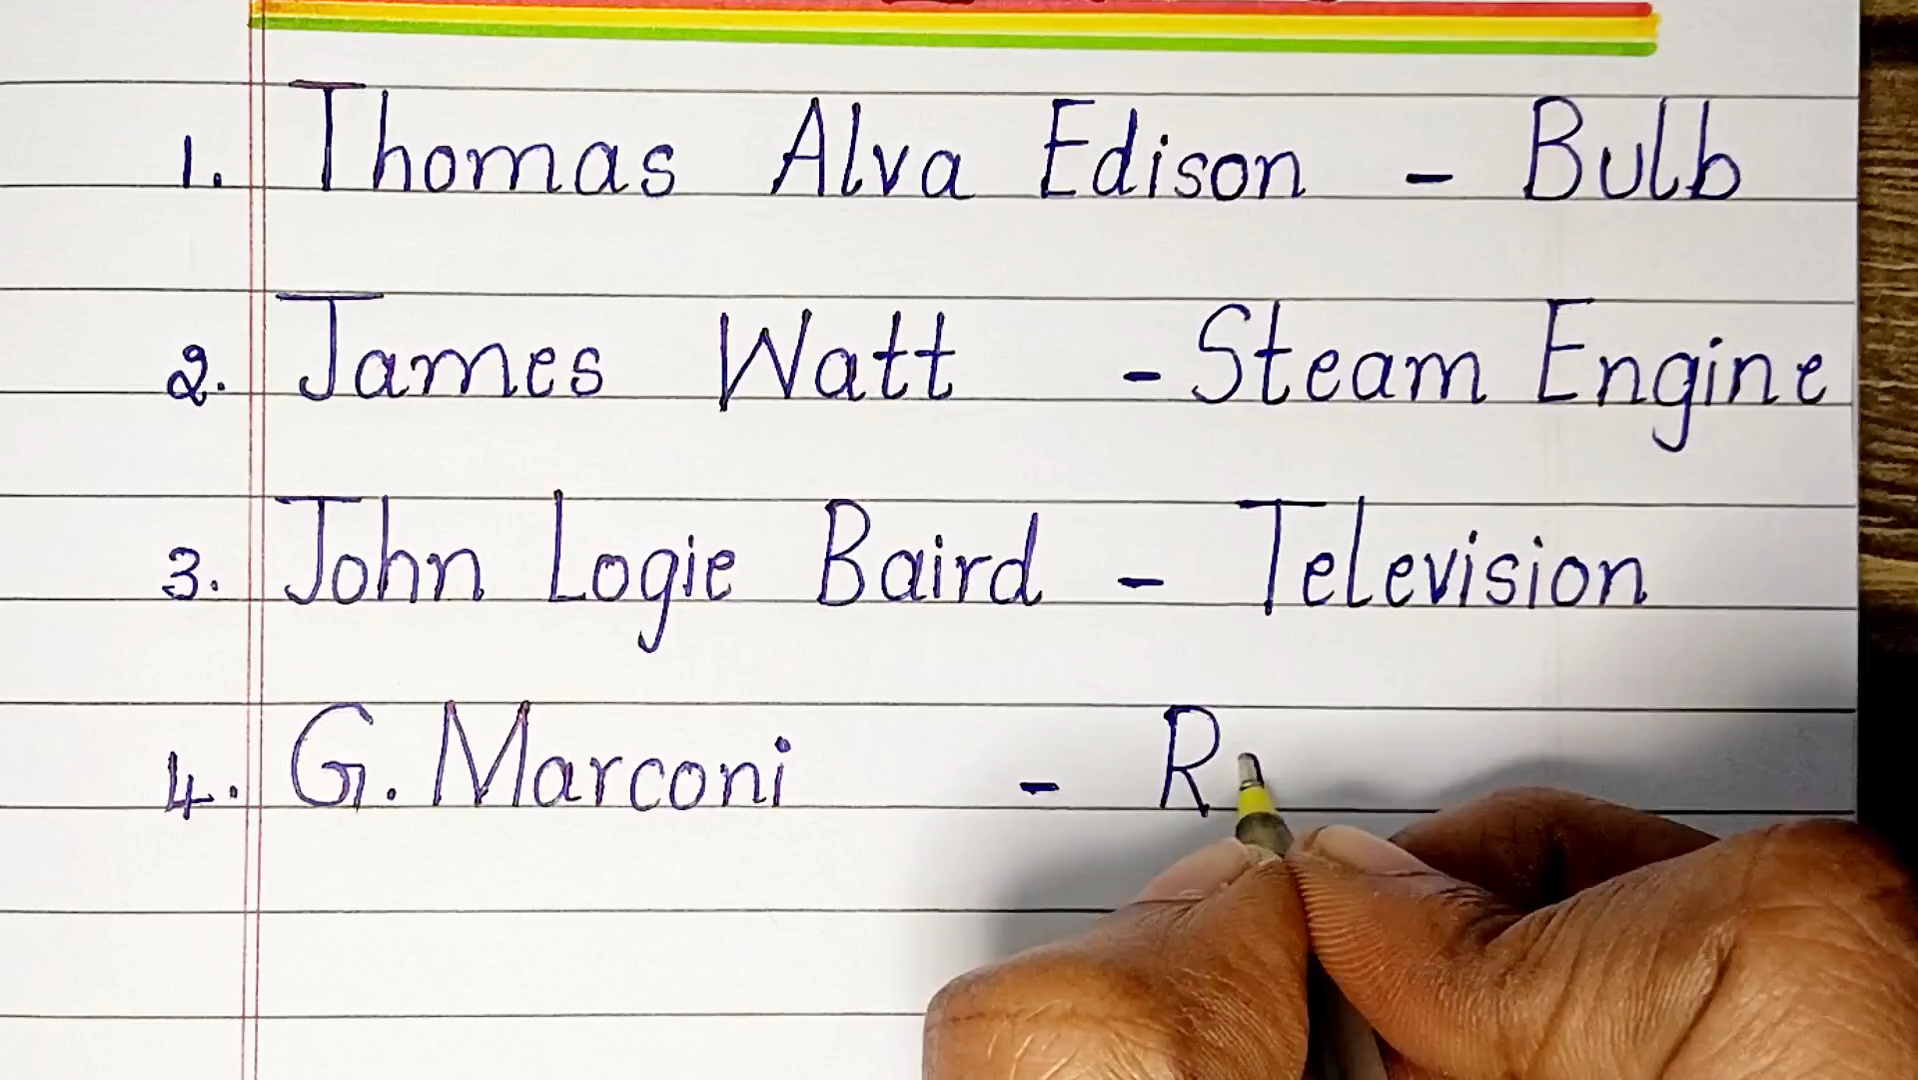 1. Thomas Alva Edison - Bulb
2. James Watt - Steam Engine
3. John Logie Baird - Television
4. G. Marconi - R